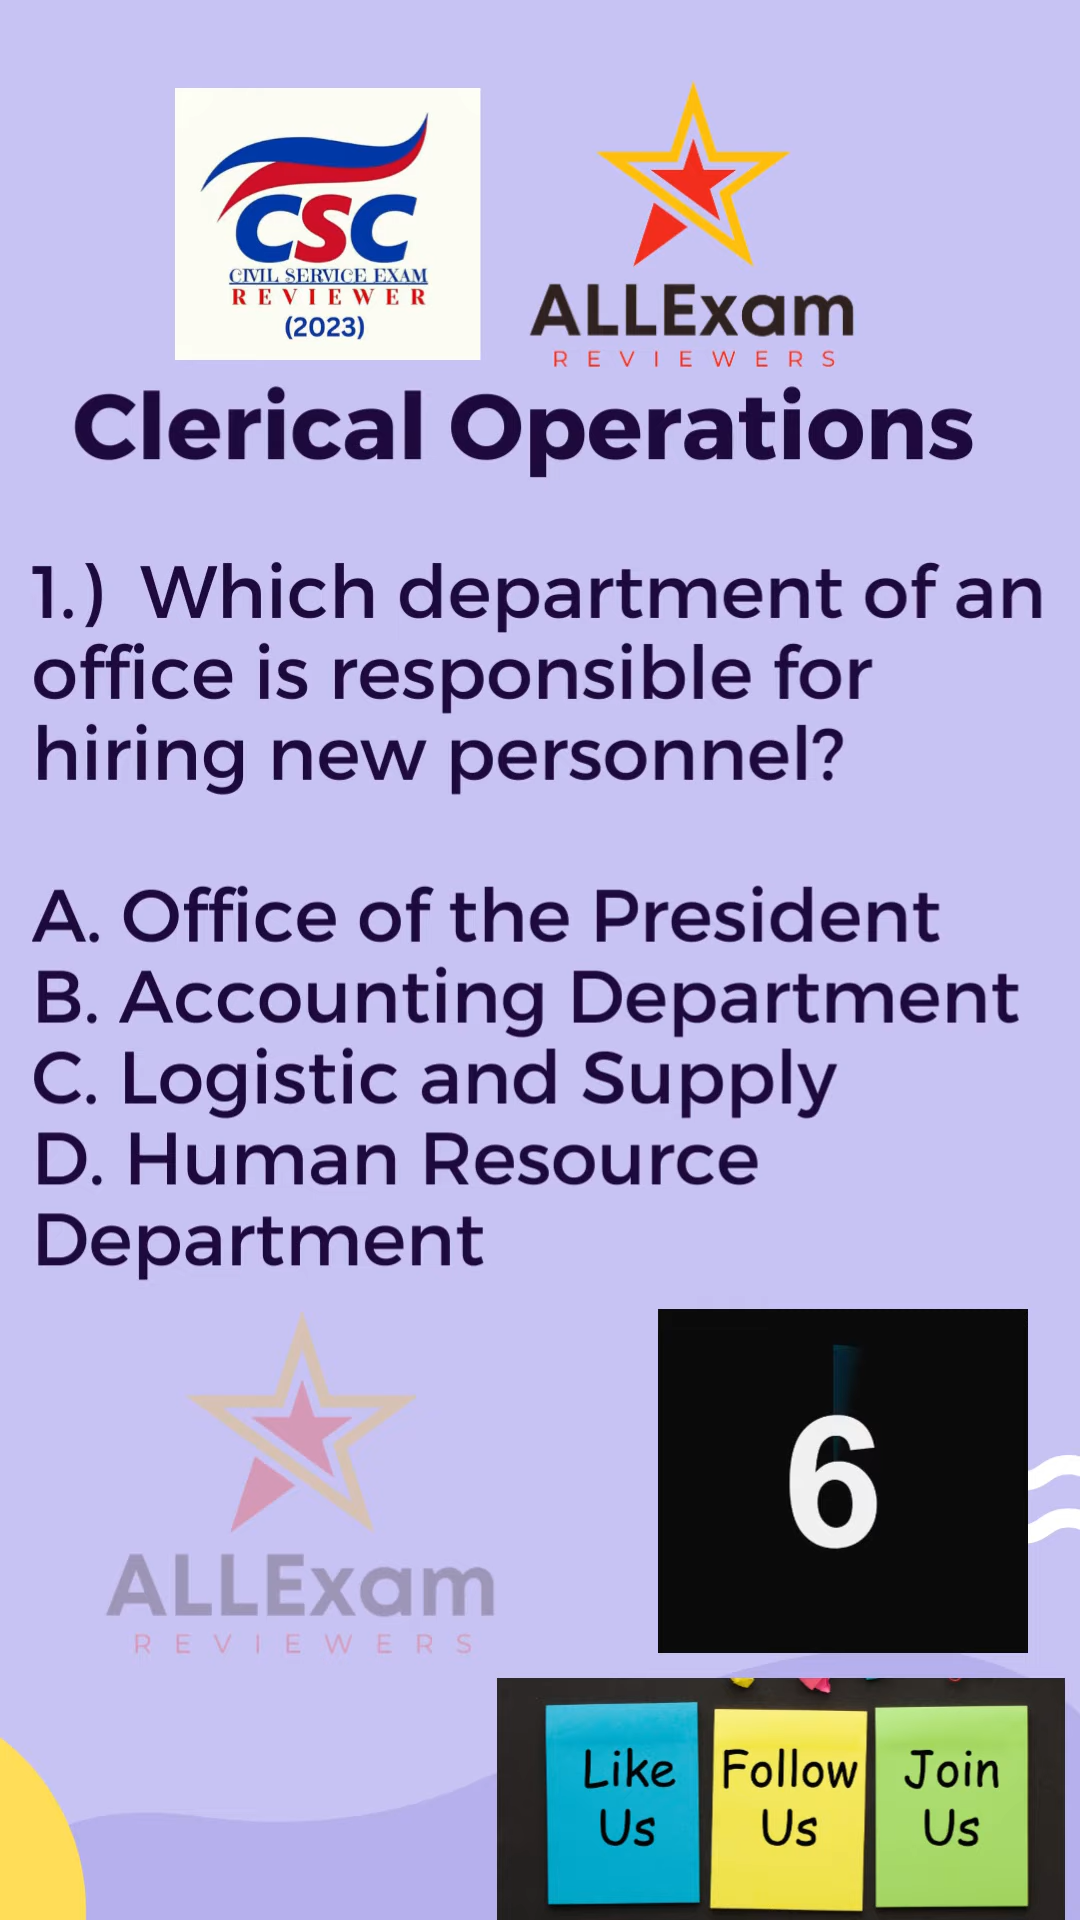 CSC
CIVIL SERVICE EXAM
REVIEWER
(2023)
ALLExam
REVIEWERS
Clerical Operations
1.) Which department of an
office is responsible for
hiring new personnel?
A. Office of the President
B. Accounting Department
C. Logistic and Supply
D. Human Resource
Department
ALLExam
REVIEWERS
6
Like
Us
Follow
Us
Join
Us